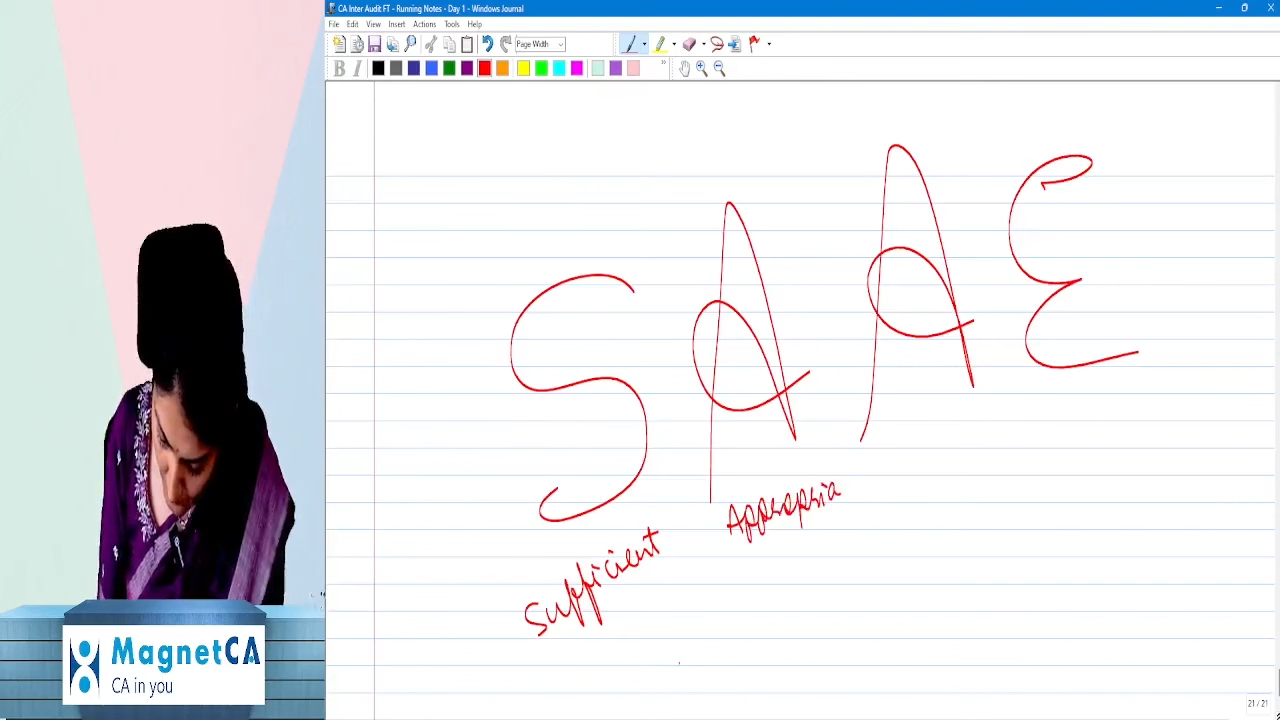 CA Inter Audit FT - Running Notes - Day 1 - Windows Journal
File Edit View Insert Actions Tools Help
Page Width
B I
SAAE
Sufficient Appropria
MagnetCA
CA in you
21 / 21